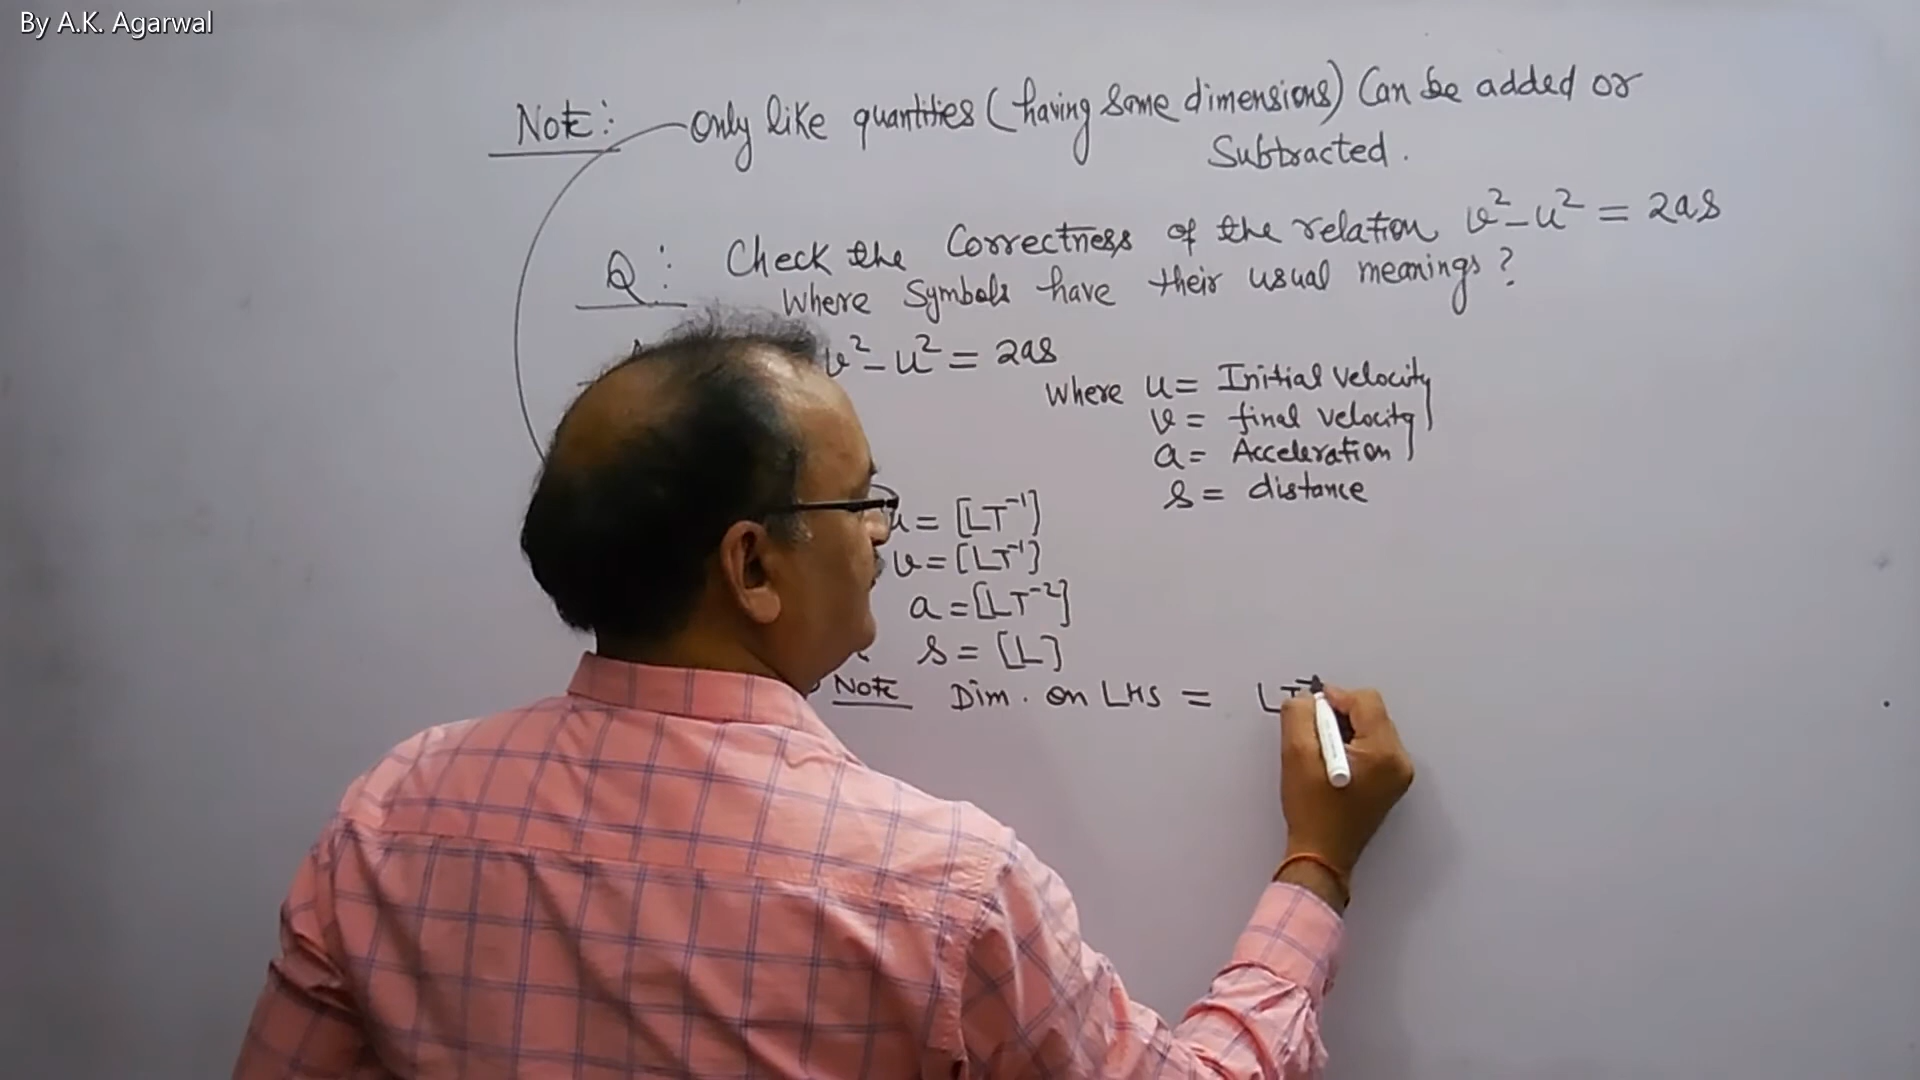 By A.K. Agarwal
Note:- Only like quantities (having same dimensions) Can be added or
Subtracted.
Q: Check the Correctness of the relation v²-u² = 2as
Where Symbols have their usual meanings?
v²-u² = 2as
Where u = Initial velocity
v = final velocity
a = Acceleration
s = distance
u = [LT⁻¹]
v = [LT⁻¹]
a = [LT⁻²]
s = [L]
Note Dim. on LHS = LT⁻